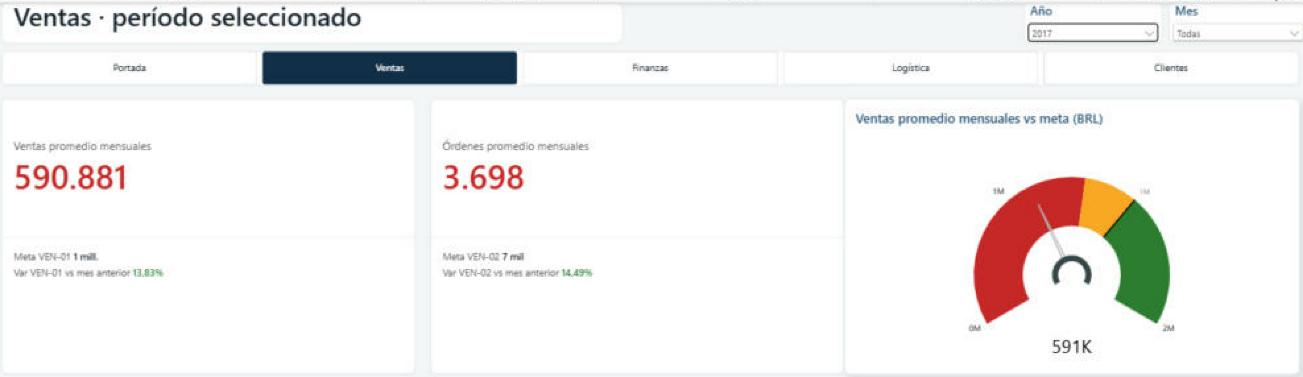 Ventas · período seleccionado
Año
Mes
2017
Todas
Portada
Ventas
Finanzas
Logística
Clientes
Ventas promedio mensuales
590.881
Meta VEN-01 1 mill.
Var VEN-01 vs mes anterior 13,83%
Órdenes promedio mensuales
3.698
Meta VEN-02 7 mil
Var VEN-02 vs mes anterior 14,49%
Ventas promedio mensuales vs meta (BRL)
1M
1M
0M
2M
591K